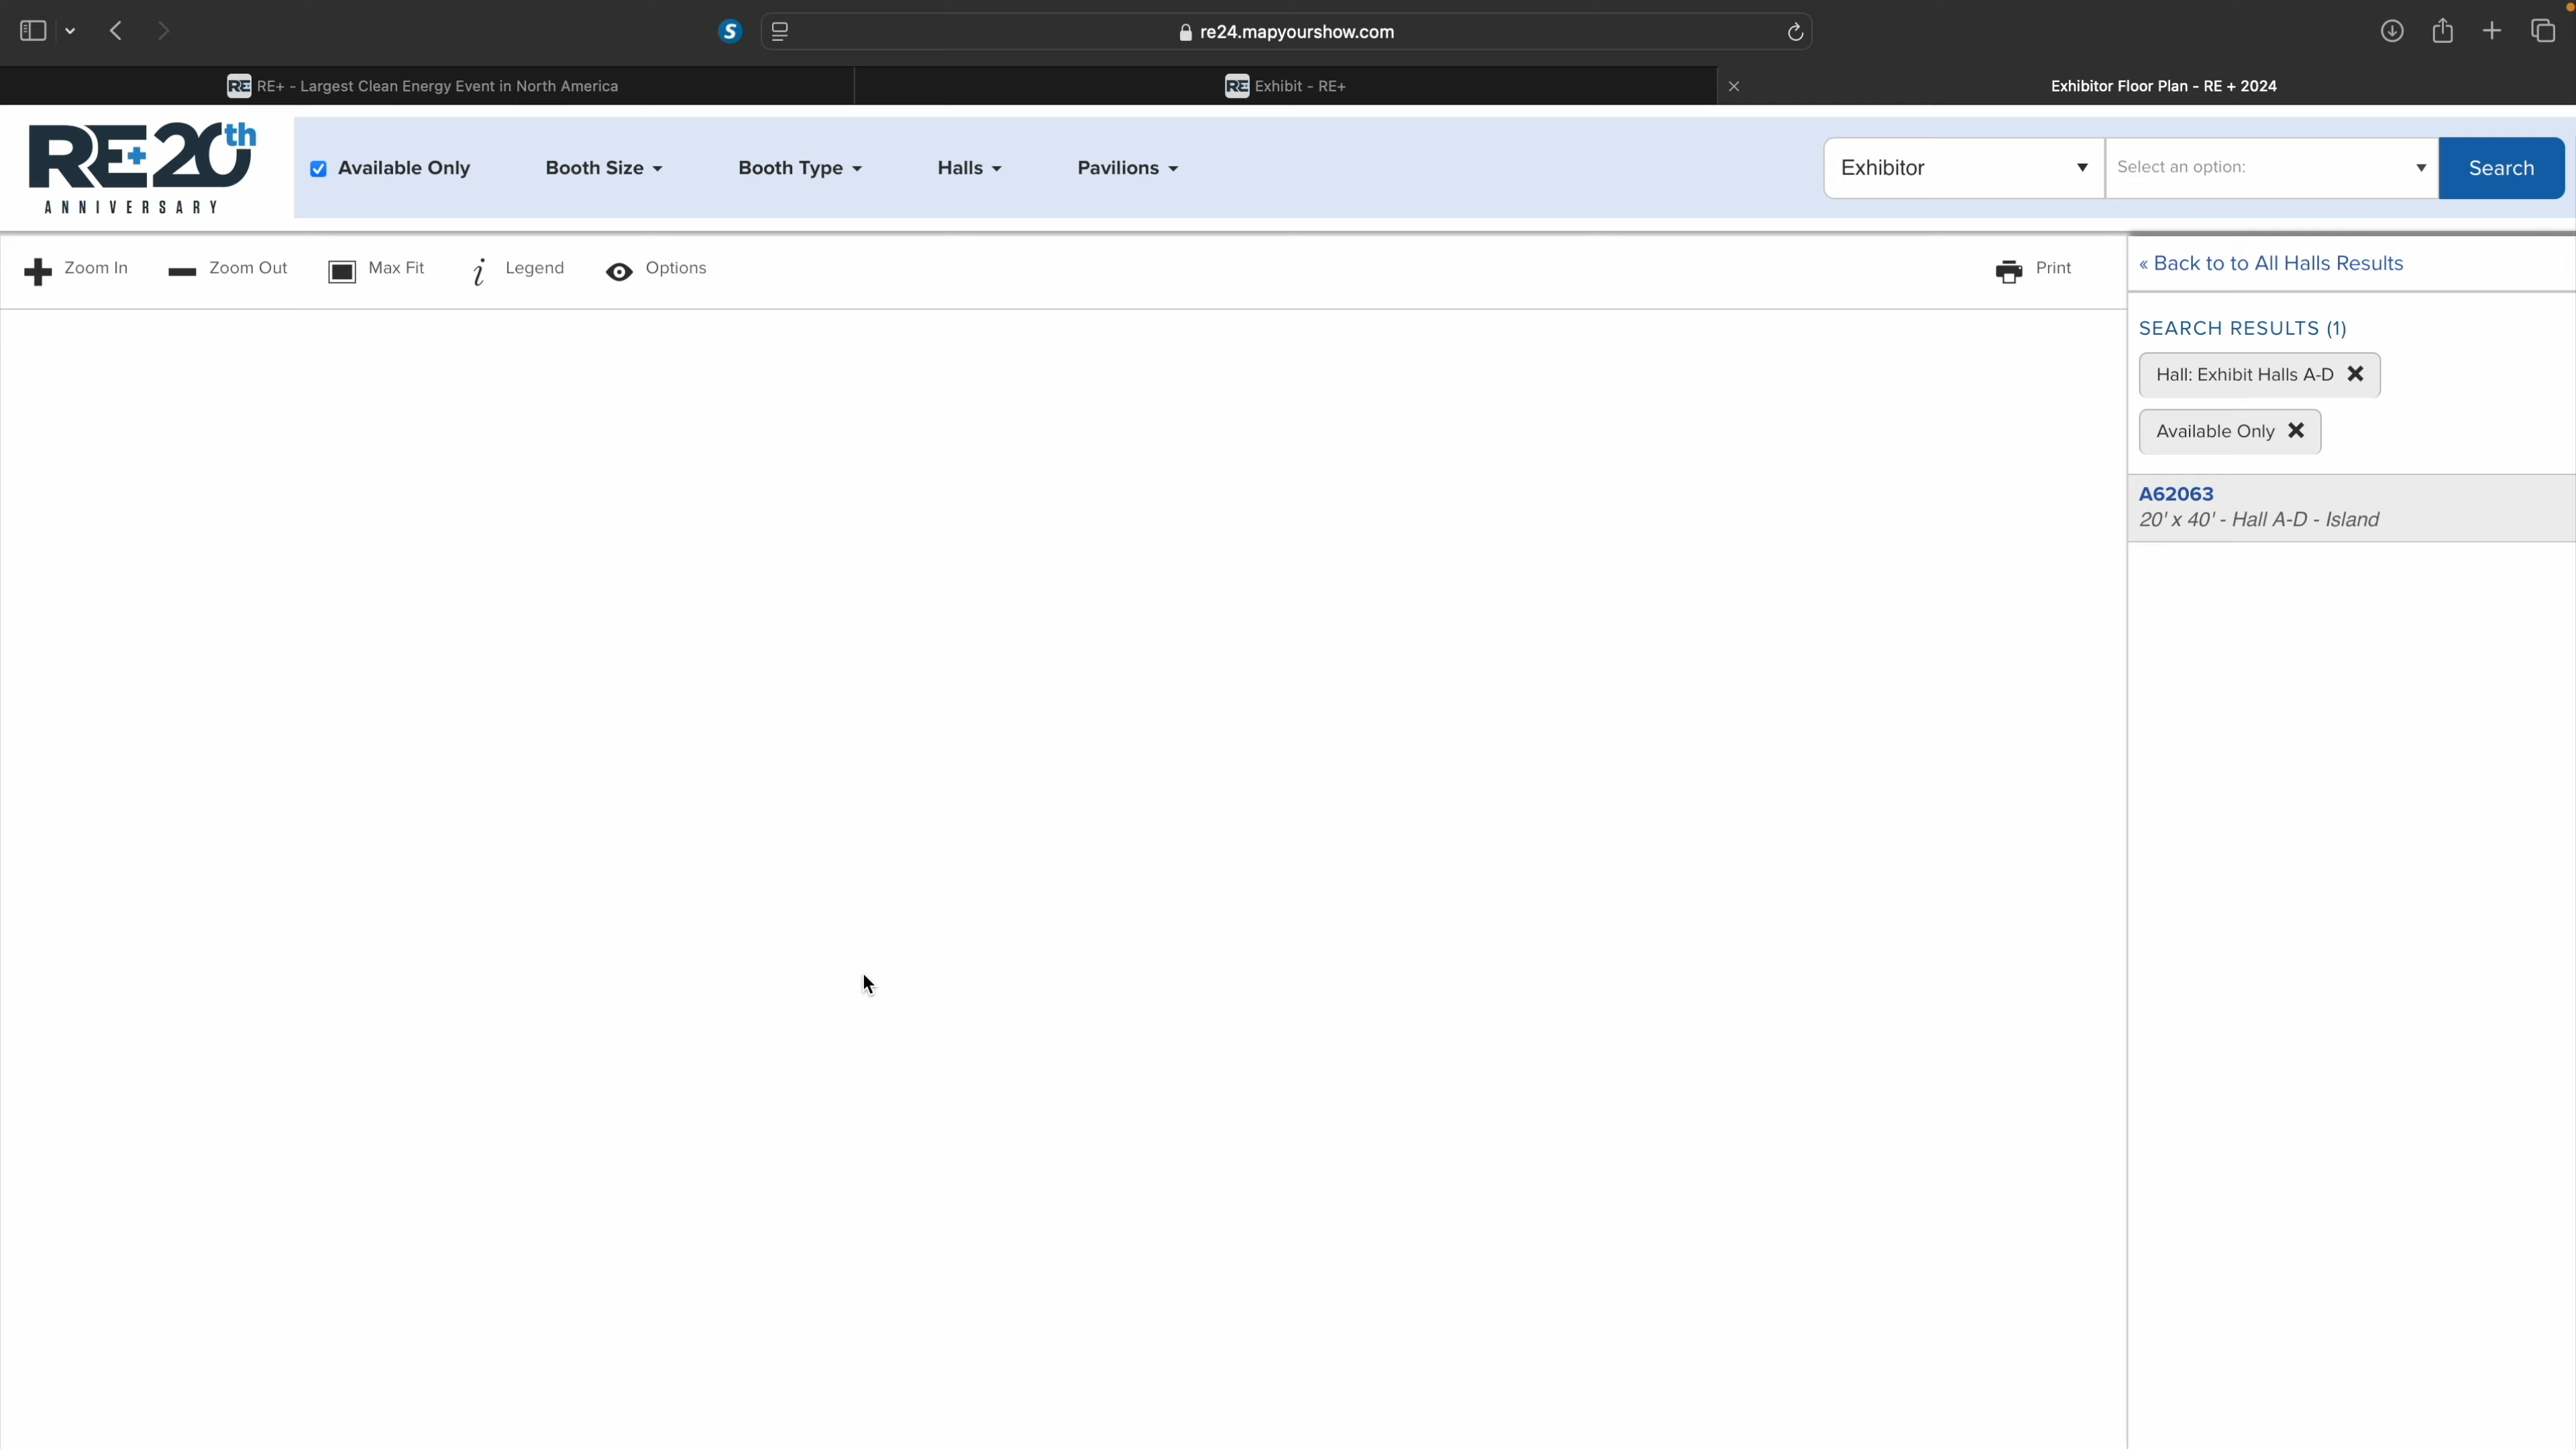 re24.mapyourshow.com
RE+ - Largest Clean Energy Event in North America
Exhibit - RE+
Exhibitor Floor Plan - RE + 2024
RE+20th
ANNIVERSARY
Available Only
Booth Size
Booth Type
Halls
Pavilions
Exhibitor
Select an option:
Search
Zoom In
Zoom Out
Max Fit
Legend
Options
Print
« Back to to All Halls Results
SEARCH RESULTS (1)
Hall: Exhibit Halls A-D
Available Only
A62063
20' x 40' - Hall A-D - Island